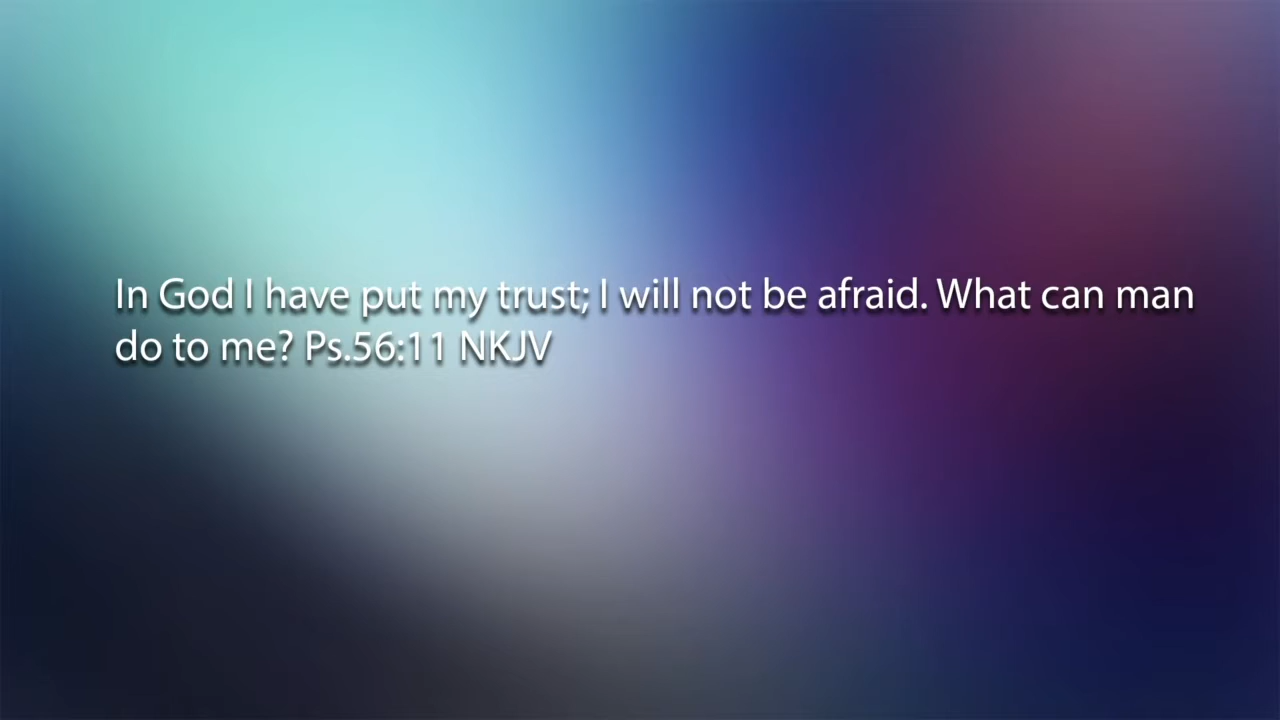 In God I have put my trust; I will not be afraid. What can man
do to me? Ps.56:11 NKJV